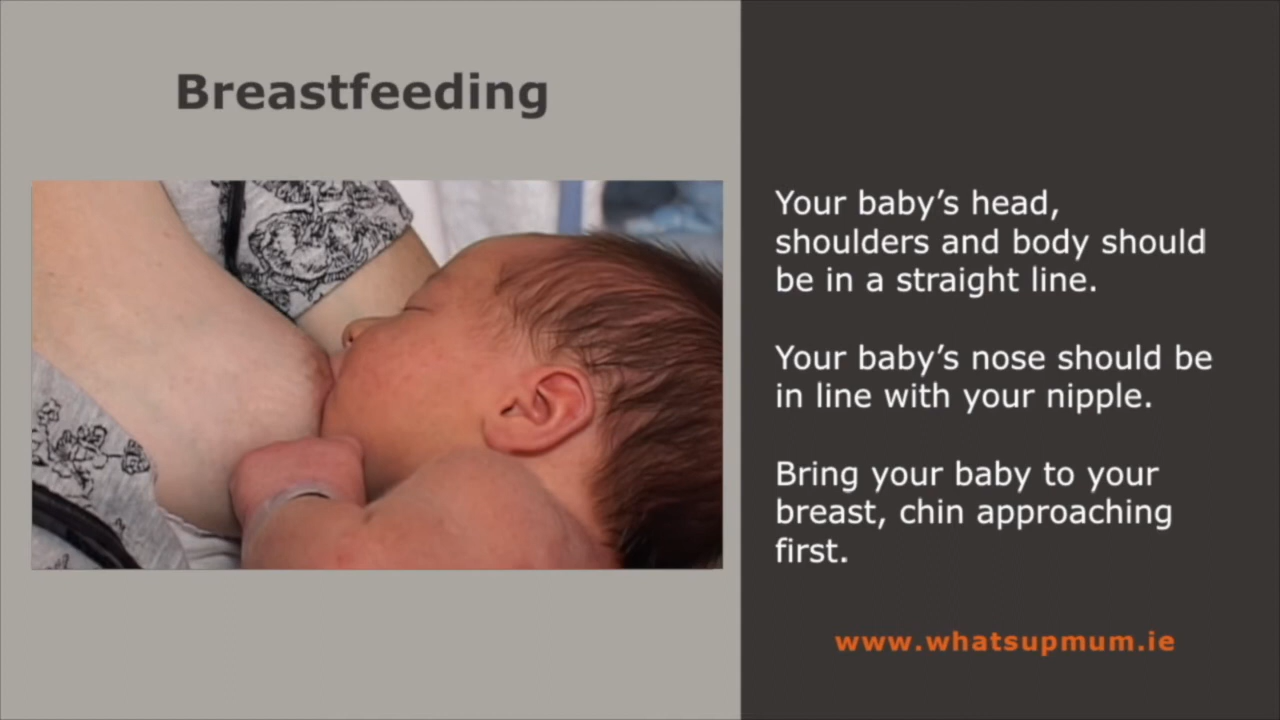 Breastfeeding
Your baby’s head,
shoulders and body should
be in a straight line.
Your baby’s nose should be
in line with your nipple.
Bring your baby to your
breast, chin approaching
first.
www.whatsupmum.ie